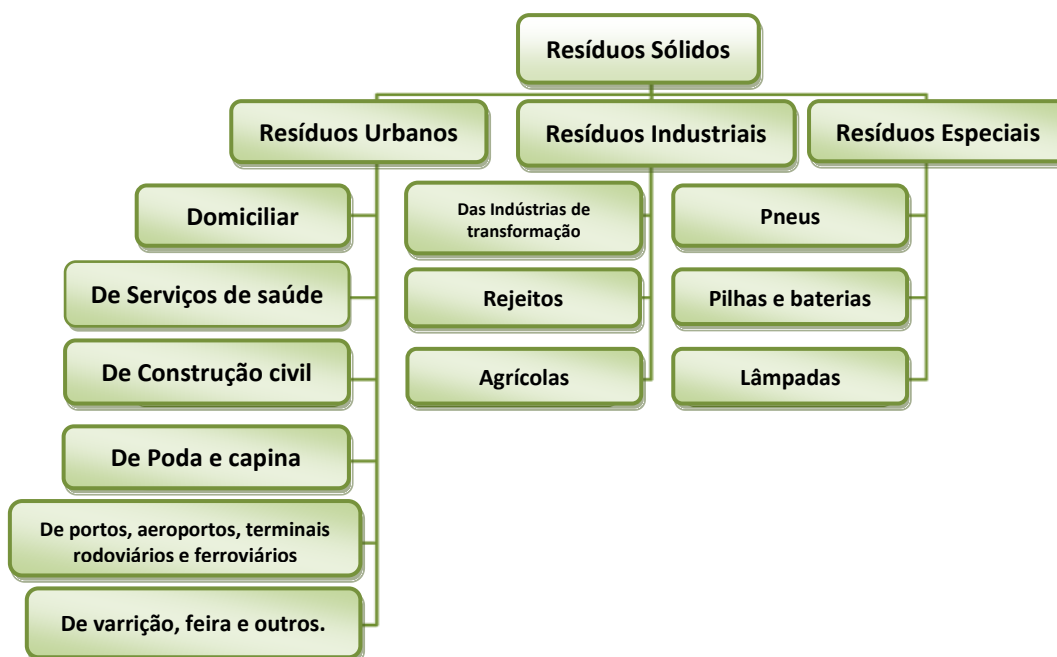 Resíduos Sólidos
Resíduos Urbanos
Resíduos Industriais
Resíduos Especiais
Domiciliar
De Serviços de saúde
De Construção civil
De Poda e capina
De portos, aeroportos, terminais
rodoviários e ferroviários
De varrição, feira e outros.
Das Indústrias de
transformação
Rejeitos
Agrícolas
Pneus
Pilhas e baterias
Lâmpadas